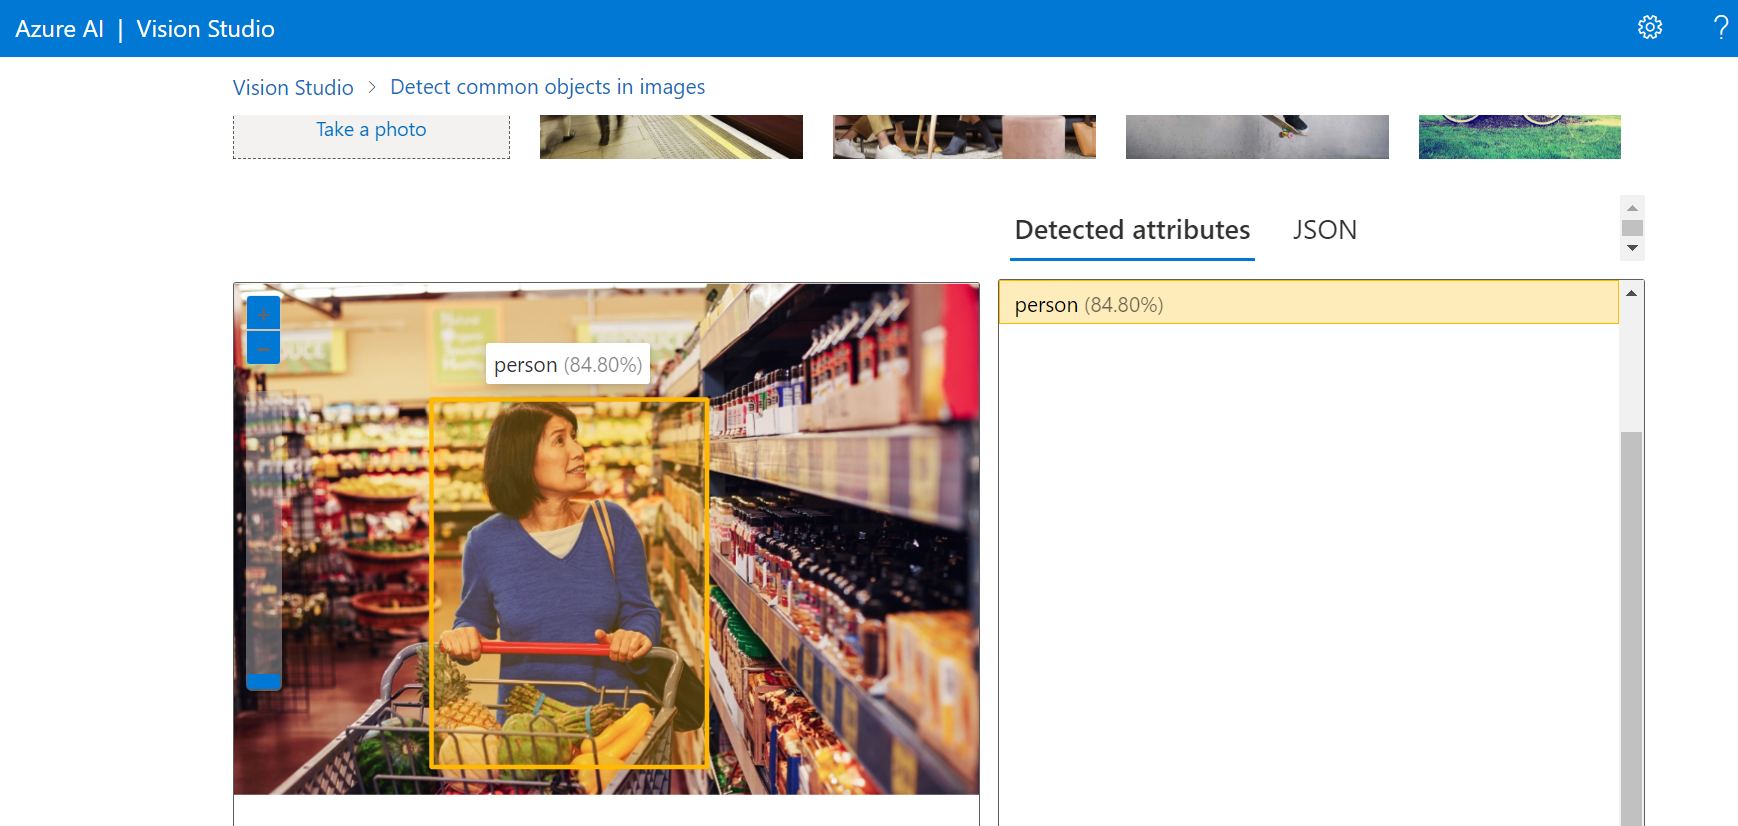 Azure AI | Vision Studio
?
Vision Studio > Detect common objects in images
Take a photo
Detected attributes
JSON
+
−
person (84.80%)
person (84.80%)